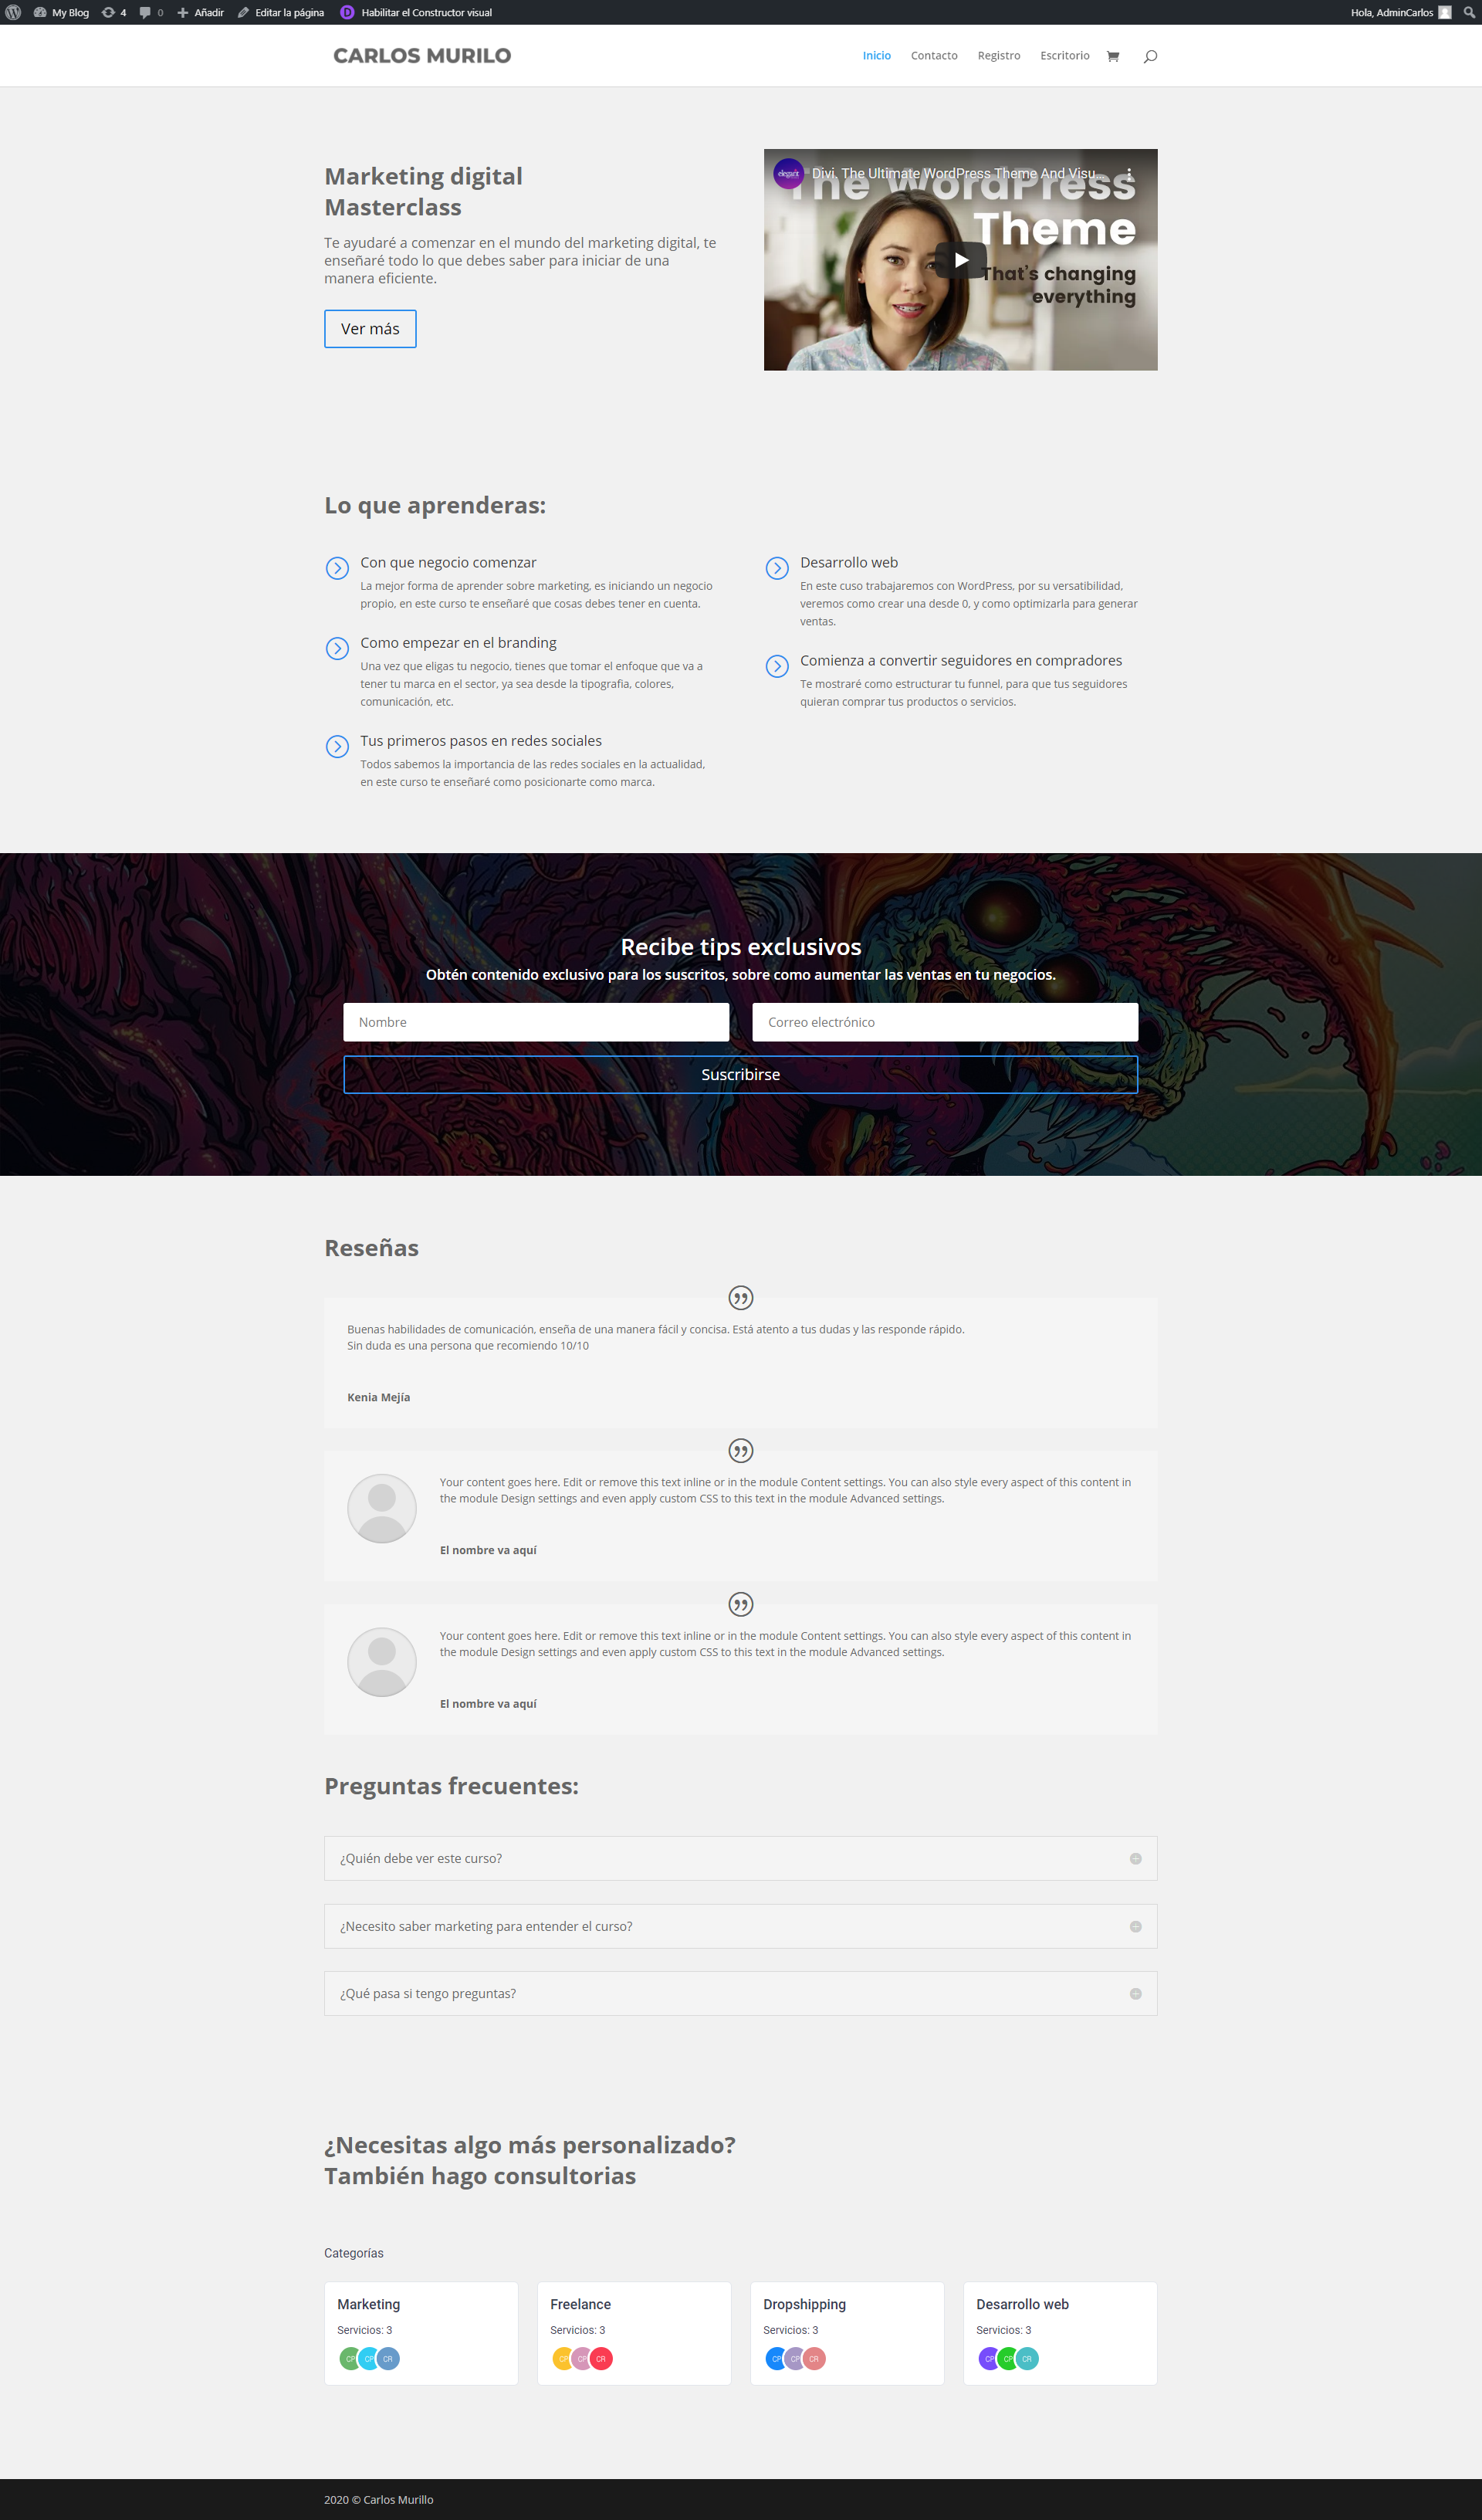 My Blog 4 0 Añadir Editar la página D Habilitar el Constructor visual Hola, AdminCarlos
CARLOS MURILO Inicio Contacto Registro Escritorio
Marketing digital
Masterclass
Te ayudaré a comenzar en el mundo del marketing digital, te
enseñaré todo lo que debes saber para iniciar de una
manera eficiente.
Ver más
elegant Divi. The Ultimate WordPress Theme And Visu...
The WordPress
Theme
That's changing
everything
Lo que aprenderas:
Con que negocio comenzar
La mejor forma de aprender sobre marketing, es iniciando un negocio
propio, en este curso te enseñaré que cosas debes tener en cuenta.
Como empezar en el branding
Una vez que eligas tu negocio, tienes que tomar el enfoque que va a
tener tu marca en el sector, ya sea desde la tipografia, colores,
comunicación, etc.
Tus primeros pasos en redes sociales
Todos sabemos la importancia de las redes sociales en la actualidad,
en este curso te enseñaré como posicionarte como marca.
Desarrollo web
En este cuso trabajaremos con WordPress, por su versatibilidad,
veremos como crear una desde 0, y como optimizarla para generar
ventas.
Comienza a convertir seguidores en compradores
Te mostraré como estructurar tu funnel, para que tus seguidores
quieran comprar tus productos o servicios.
Recibe tips exclusivos
Obtén contenido exclusivo para los suscritos, sobre como aumentar las ventas en tu negocios.
Nombre Correo electrónico
Suscribirse
Reseñas
Buenas habilidades de comunicación, enseña de una manera fácil y concisa. Está atento a tus dudas y las responde rápido.
Sin duda es una persona que recomiendo 10/10
Kenia Mejía
Your content goes here. Edit or remove this text inline or in the module Content settings. You can also style every aspect of this content in
the module Design settings and even apply custom CSS to this text in the module Advanced settings.
El nombre va aquí
Your content goes here. Edit or remove this text inline or in the module Content settings. You can also style every aspect of this content in
the module Design settings and even apply custom CSS to this text in the module Advanced settings.
El nombre va aquí
Preguntas frecuentes:
¿Quién debe ver este curso?
¿Necesito saber marketing para entender el curso?
¿Qué pasa si tengo preguntas?
¿Necesitas algo más personalizado?
También hago consultorias
Categorías
Marketing
Servicios: 3
CP CP CR
Freelance
Servicios: 3
CP CP CR
Dropshipping
Servicios: 3
CP CP CR
Desarrollo web
Servicios: 3
CP CP CR
2020 © Carlos Murillo